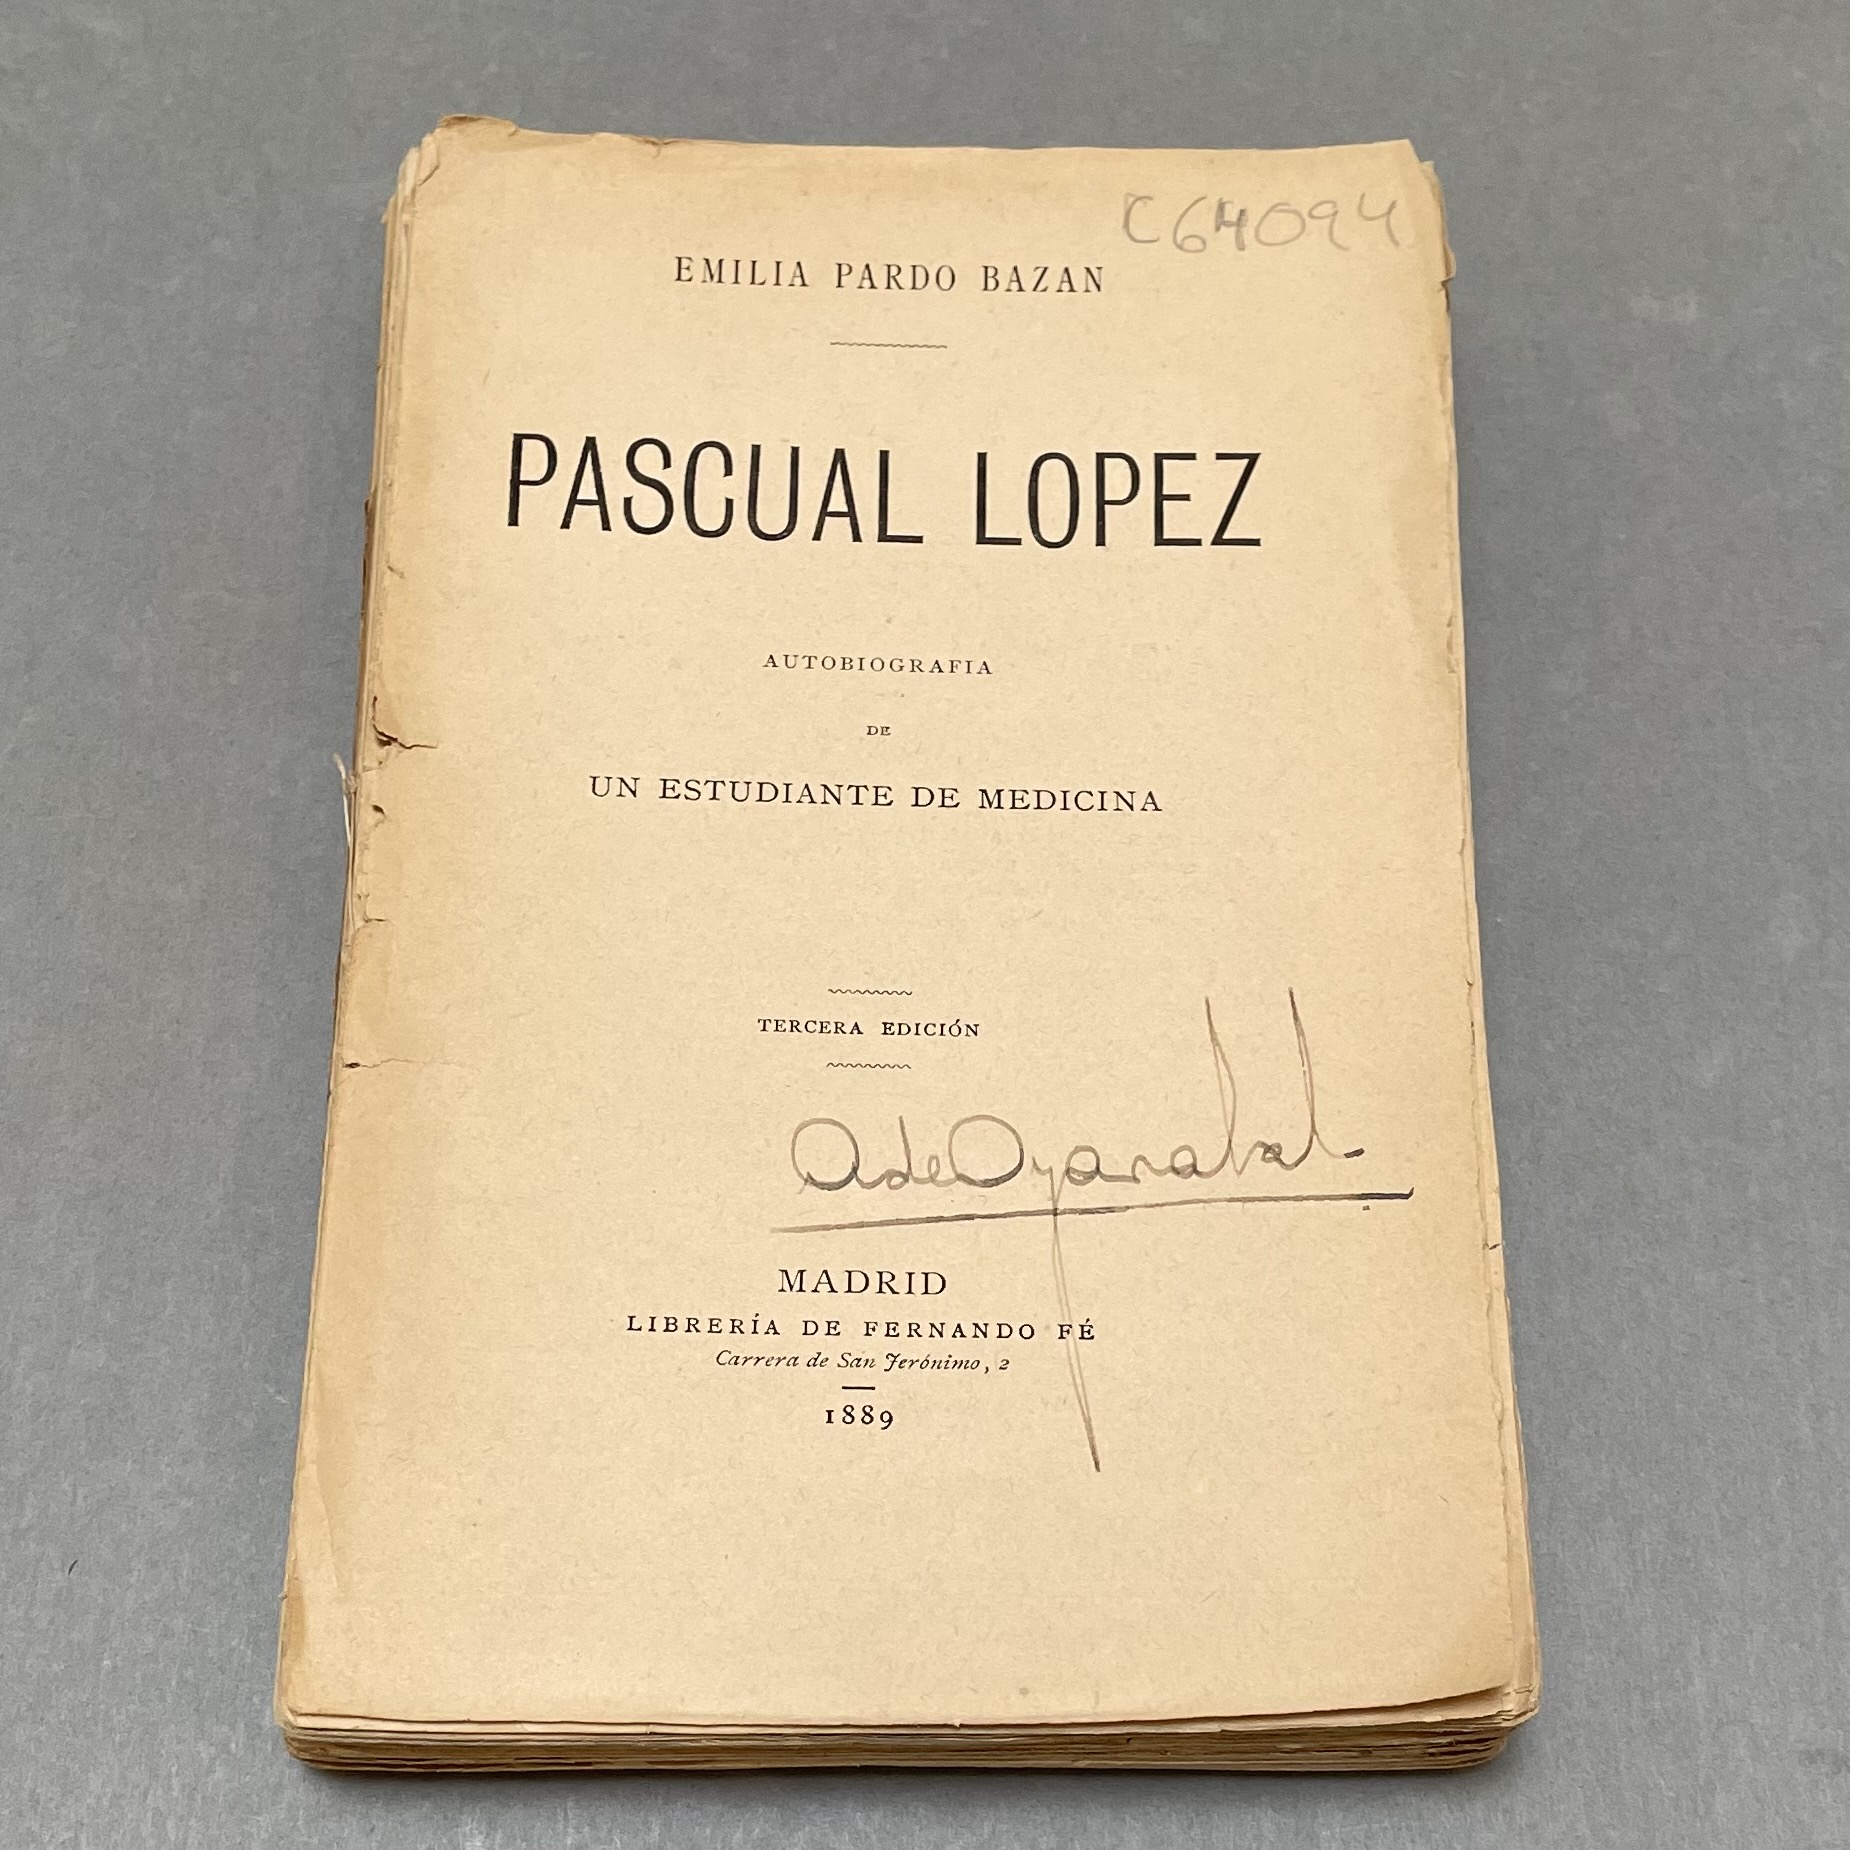 C64094
EMILIA PARDO BAZAN
PASCUAL LOPEZ
AUTOBIOGRAFIA
DE
UN ESTUDIANTE DE MEDICINA
TERCERA EDICIÓN
MADRID
LIBRERÍA DE FERNANDO FÉ
Carrera de San Jerónimo, 2
1889